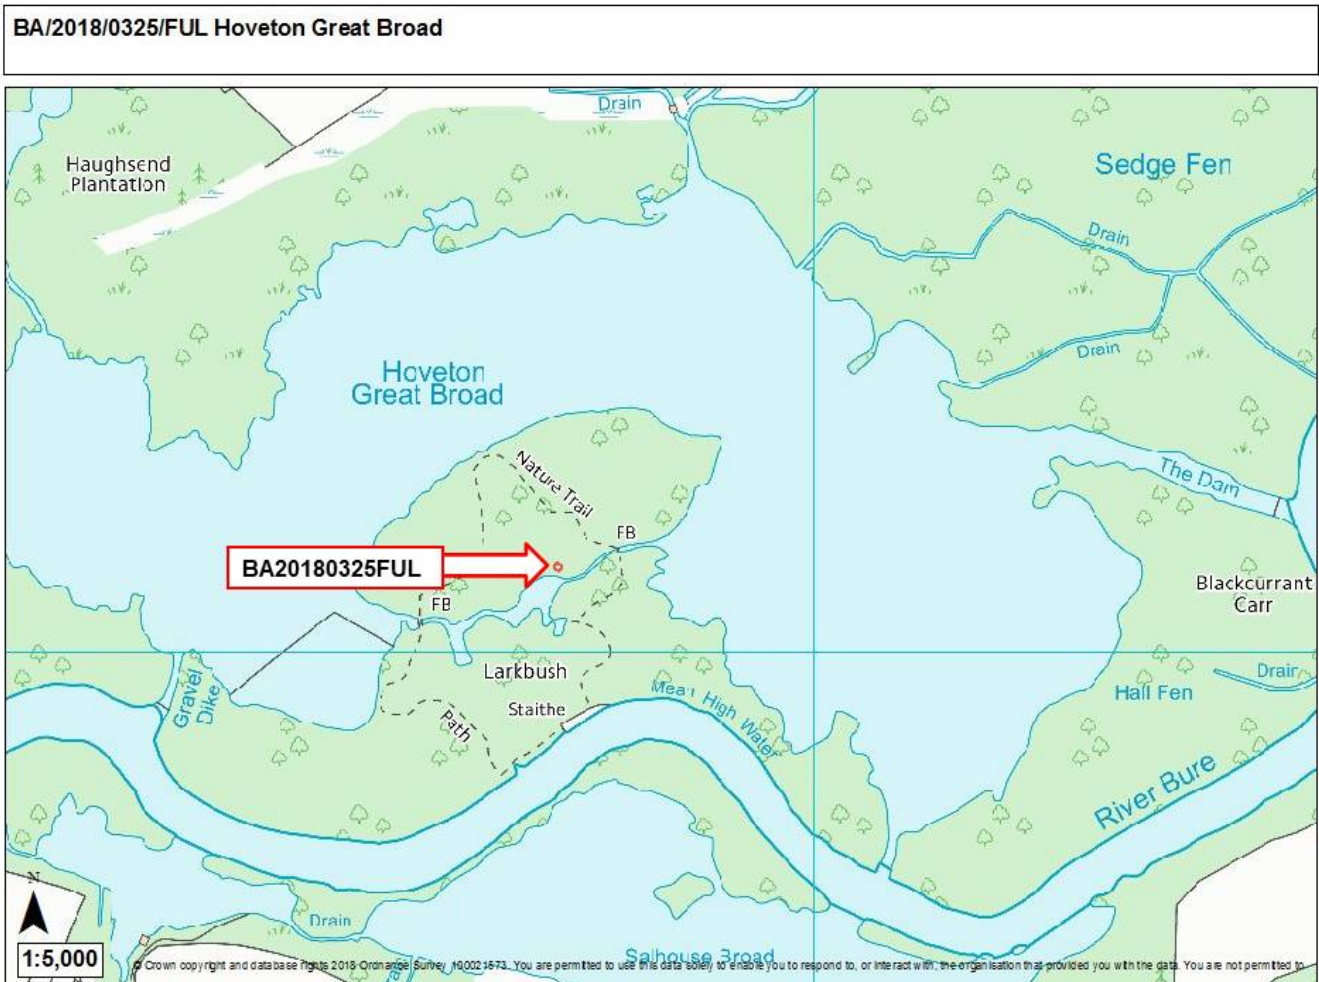 BA/2018/0325/FUL Hoveton Great Broad
Drain
Haughsend
Plantation
Sedge Fen
Drain
Drain
Hoveton
Great Broad
Nature Trail
The Dam
FB
BA20180325FUL
FB
Blackcurrant
Carr
Larkbush
Drain
Gravel
Dike
Hall Fen
Staithe
Mean High Water
Path
River Bure
N
Drain
1:5,000
Salhouse Broad
© Crown copyright and database rights 2018 Ordnance Survey 100021573. You are permitted to use this data solely to enable you to respond to, or interact with, the organisation that provided you with the data. You are not permitted to